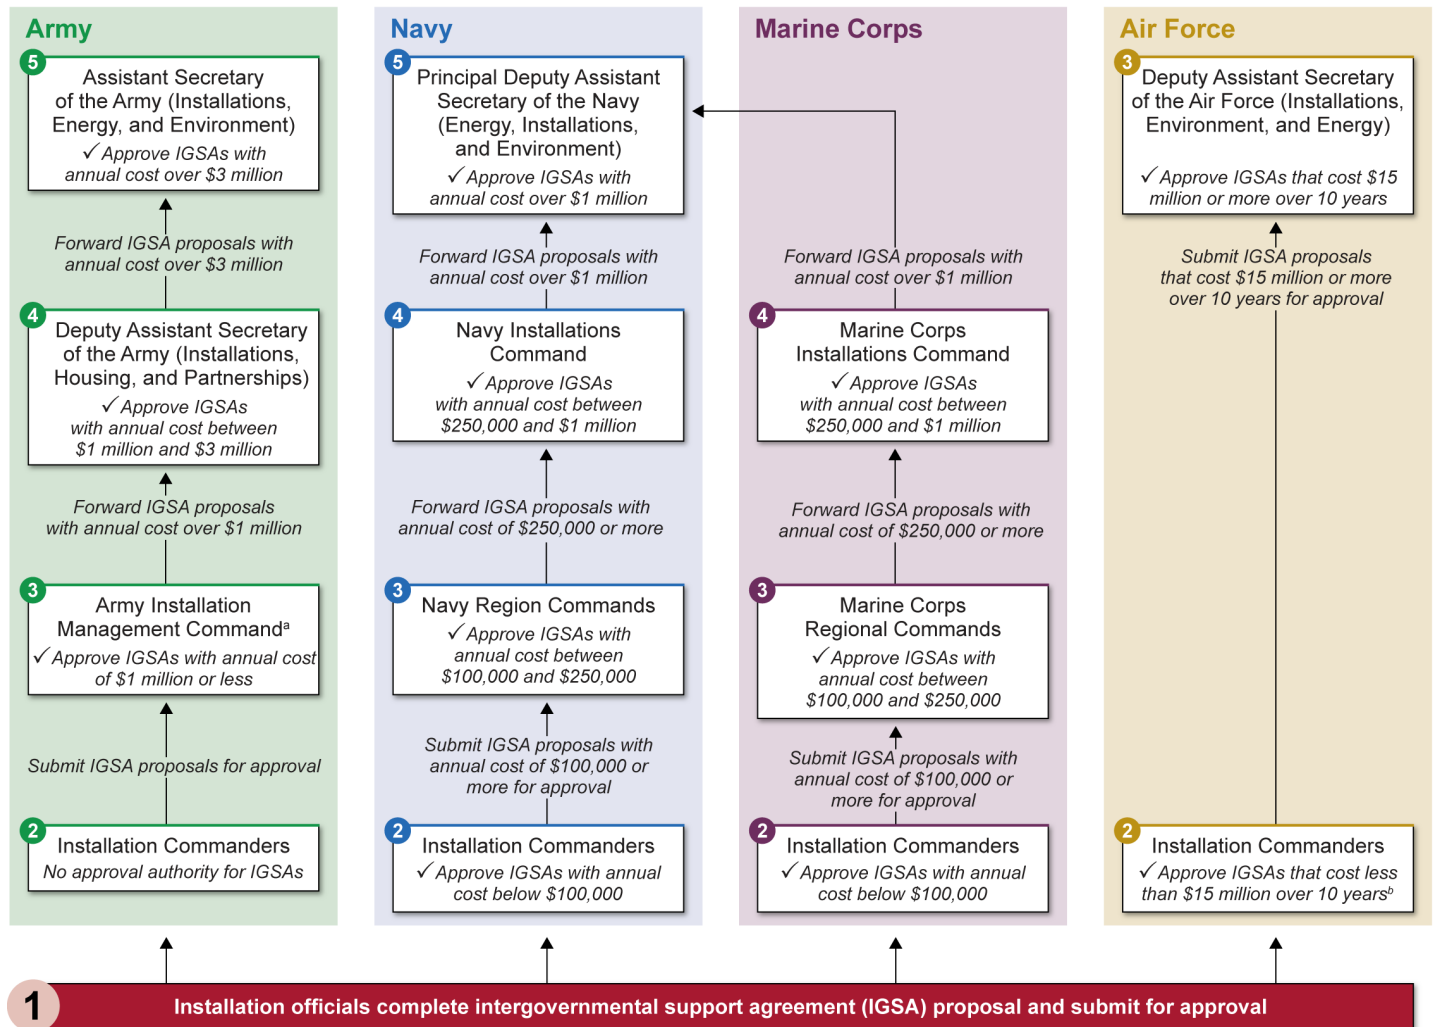 Army
5
Assistant Secretary
of the Army (Installations,
Energy, and Environment)
✓ Approve IGSAs with
annual cost over $3 million
Forward IGSA proposals with
annual cost over $3 million
4
Deputy Assistant Secretary
of the Army (Installations,
Housing, and Partnerships)
✓ Approve IGSAs
with annual cost between
$1 million and $3 million
Forward IGSA proposals
with annual cost over $1 million
3
Army Installation
Management Commandᵃ
✓ Approve IGSAs with annual cost
of $1 million or less
Submit IGSA proposals for approval
2
Installation Commanders
No approval authority for IGSAs
Navy
5
Principal Deputy Assistant
Secretary of the Navy
(Energy, Installations,
and Environment)
✓ Approve IGSAs with
annual cost over $1 million
Forward IGSA proposals with
annual cost over $1 million
4
Navy Installations
Command
✓ Approve IGSAs
with annual cost between
$250,000 and $1 million
Forward IGSA proposals with
annual cost of $250,000 or more
3
Navy Region Commands
✓ Approve IGSAs with
annual cost between
$100,000 and $250,000
Submit IGSA proposals with
annual cost of $100,000 or
more for approval
2
Installation Commanders
✓ Approve IGSAs with annual
cost below $100,000
Marine Corps
Forward IGSA proposals with
annual cost over $1 million
4
Marine Corps
Installations Command
✓ Approve IGSAs
with annual cost between
$250,000 and $1 million
Forward IGSA proposals with
annual cost of $250,000 or more
3
Marine Corps
Regional Commands
✓ Approve IGSAs with
annual cost between
$100,000 and $250,000
Submit IGSA proposals with
annual cost of $100,000 or
more for approval
2
Installation Commanders
✓ Approve IGSAs with annual
cost below $100,000
Air Force
3
Deputy Assistant Secretary
of the Air Force (Installations,
Environment, and Energy)
✓ Approve IGSAs that cost $15
million or more over 10 years
Submit IGSA proposals
that cost $15 million or more
over 10 years for approval
2
Installation Commanders
✓ Approve IGSAs that cost less
than $15 million over 10 yearsᵇ
1
Installation officials complete intergovernmental support agreement (IGSA) proposal and submit for approval